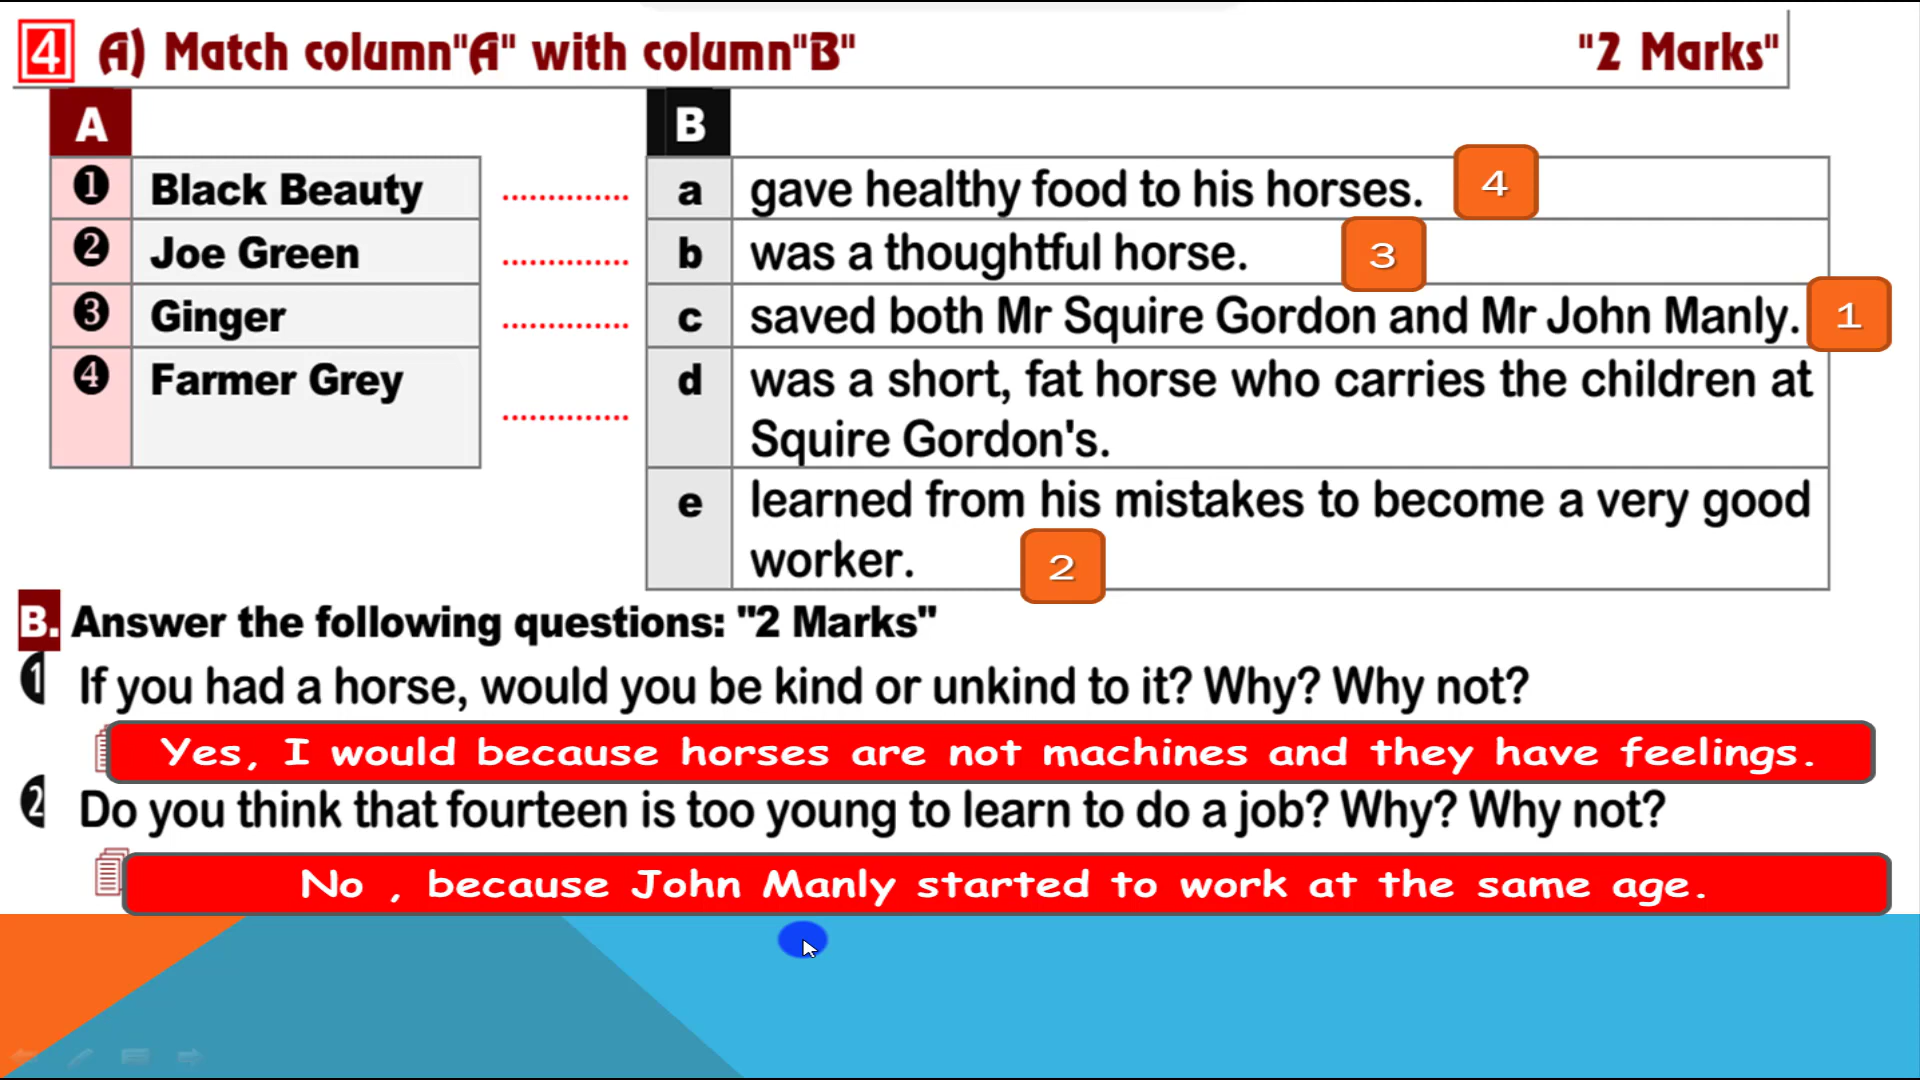 4 A) Match column"A" with column"B" "2 Marks"
A B
❶ Black Beauty .............. a gave healthy food to his horses. 4
❷ Joe Green .............. b was a thoughtful horse. 3
❸ Ginger .............. c saved both Mr Squire Gordon and Mr John Manly. 1
❹ Farmer Grey .............. d was a short, fat horse who carries the children at
Squire Gordon's.
e learned from his mistakes to become a very good
worker. 2
B. Answer the following questions: "2 Marks"
❶ If you had a horse, would you be kind or unkind to it? Why? Why not?
Yes, I would because horses are not machines and they have feelings.
❷ Do you think that fourteen is too young to learn to do a job? Why? Why not?
No , because John Manly started to work at the same age.